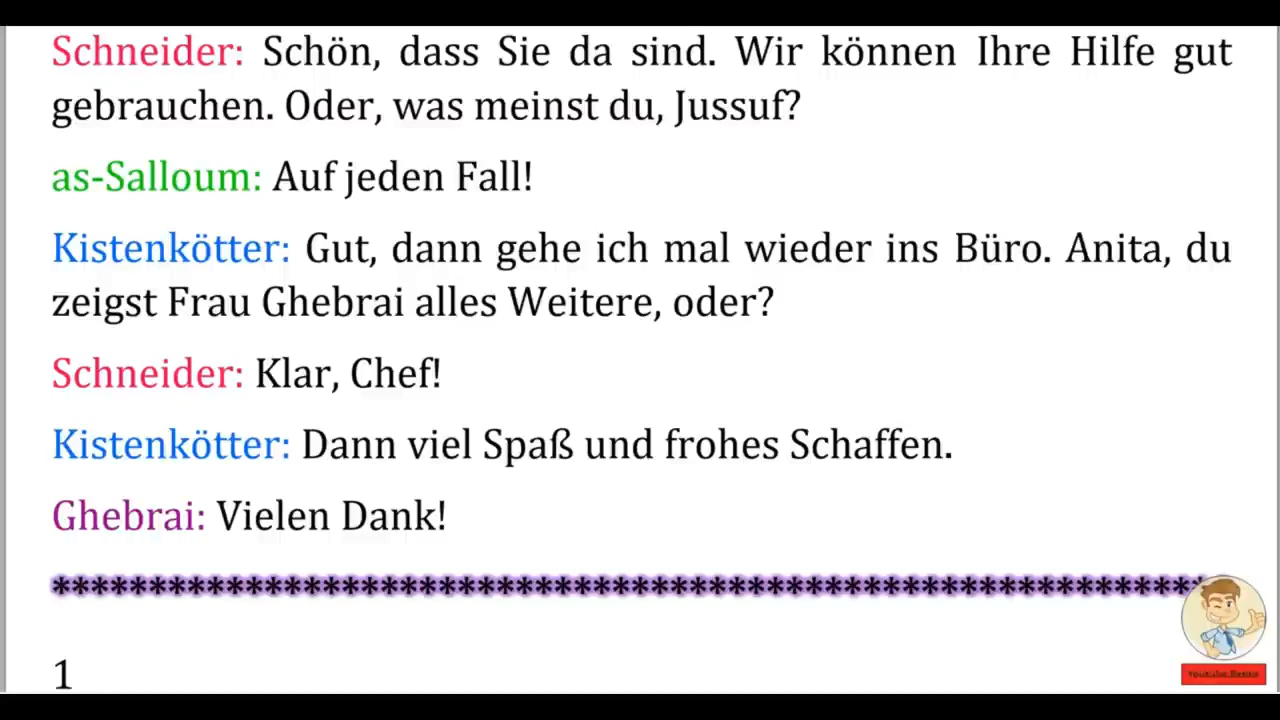 Schneider: Schön, dass Sie da sind. Wir können Ihre Hilfe gut
gebrauchen. Oder, was meinst du, Jussuf?
as-Salloum: Auf jeden Fall!
Kistenkötter: Gut, dann gehe ich mal wieder ins Büro. Anita, du
zeigst Frau Ghebrai alles Weitere, oder?
Schneider: Klar, Chef!
Kistenkötter: Dann viel Spaß und frohes Schaffen.
Ghebrai: Vielen Dank!
***********************************************************
1